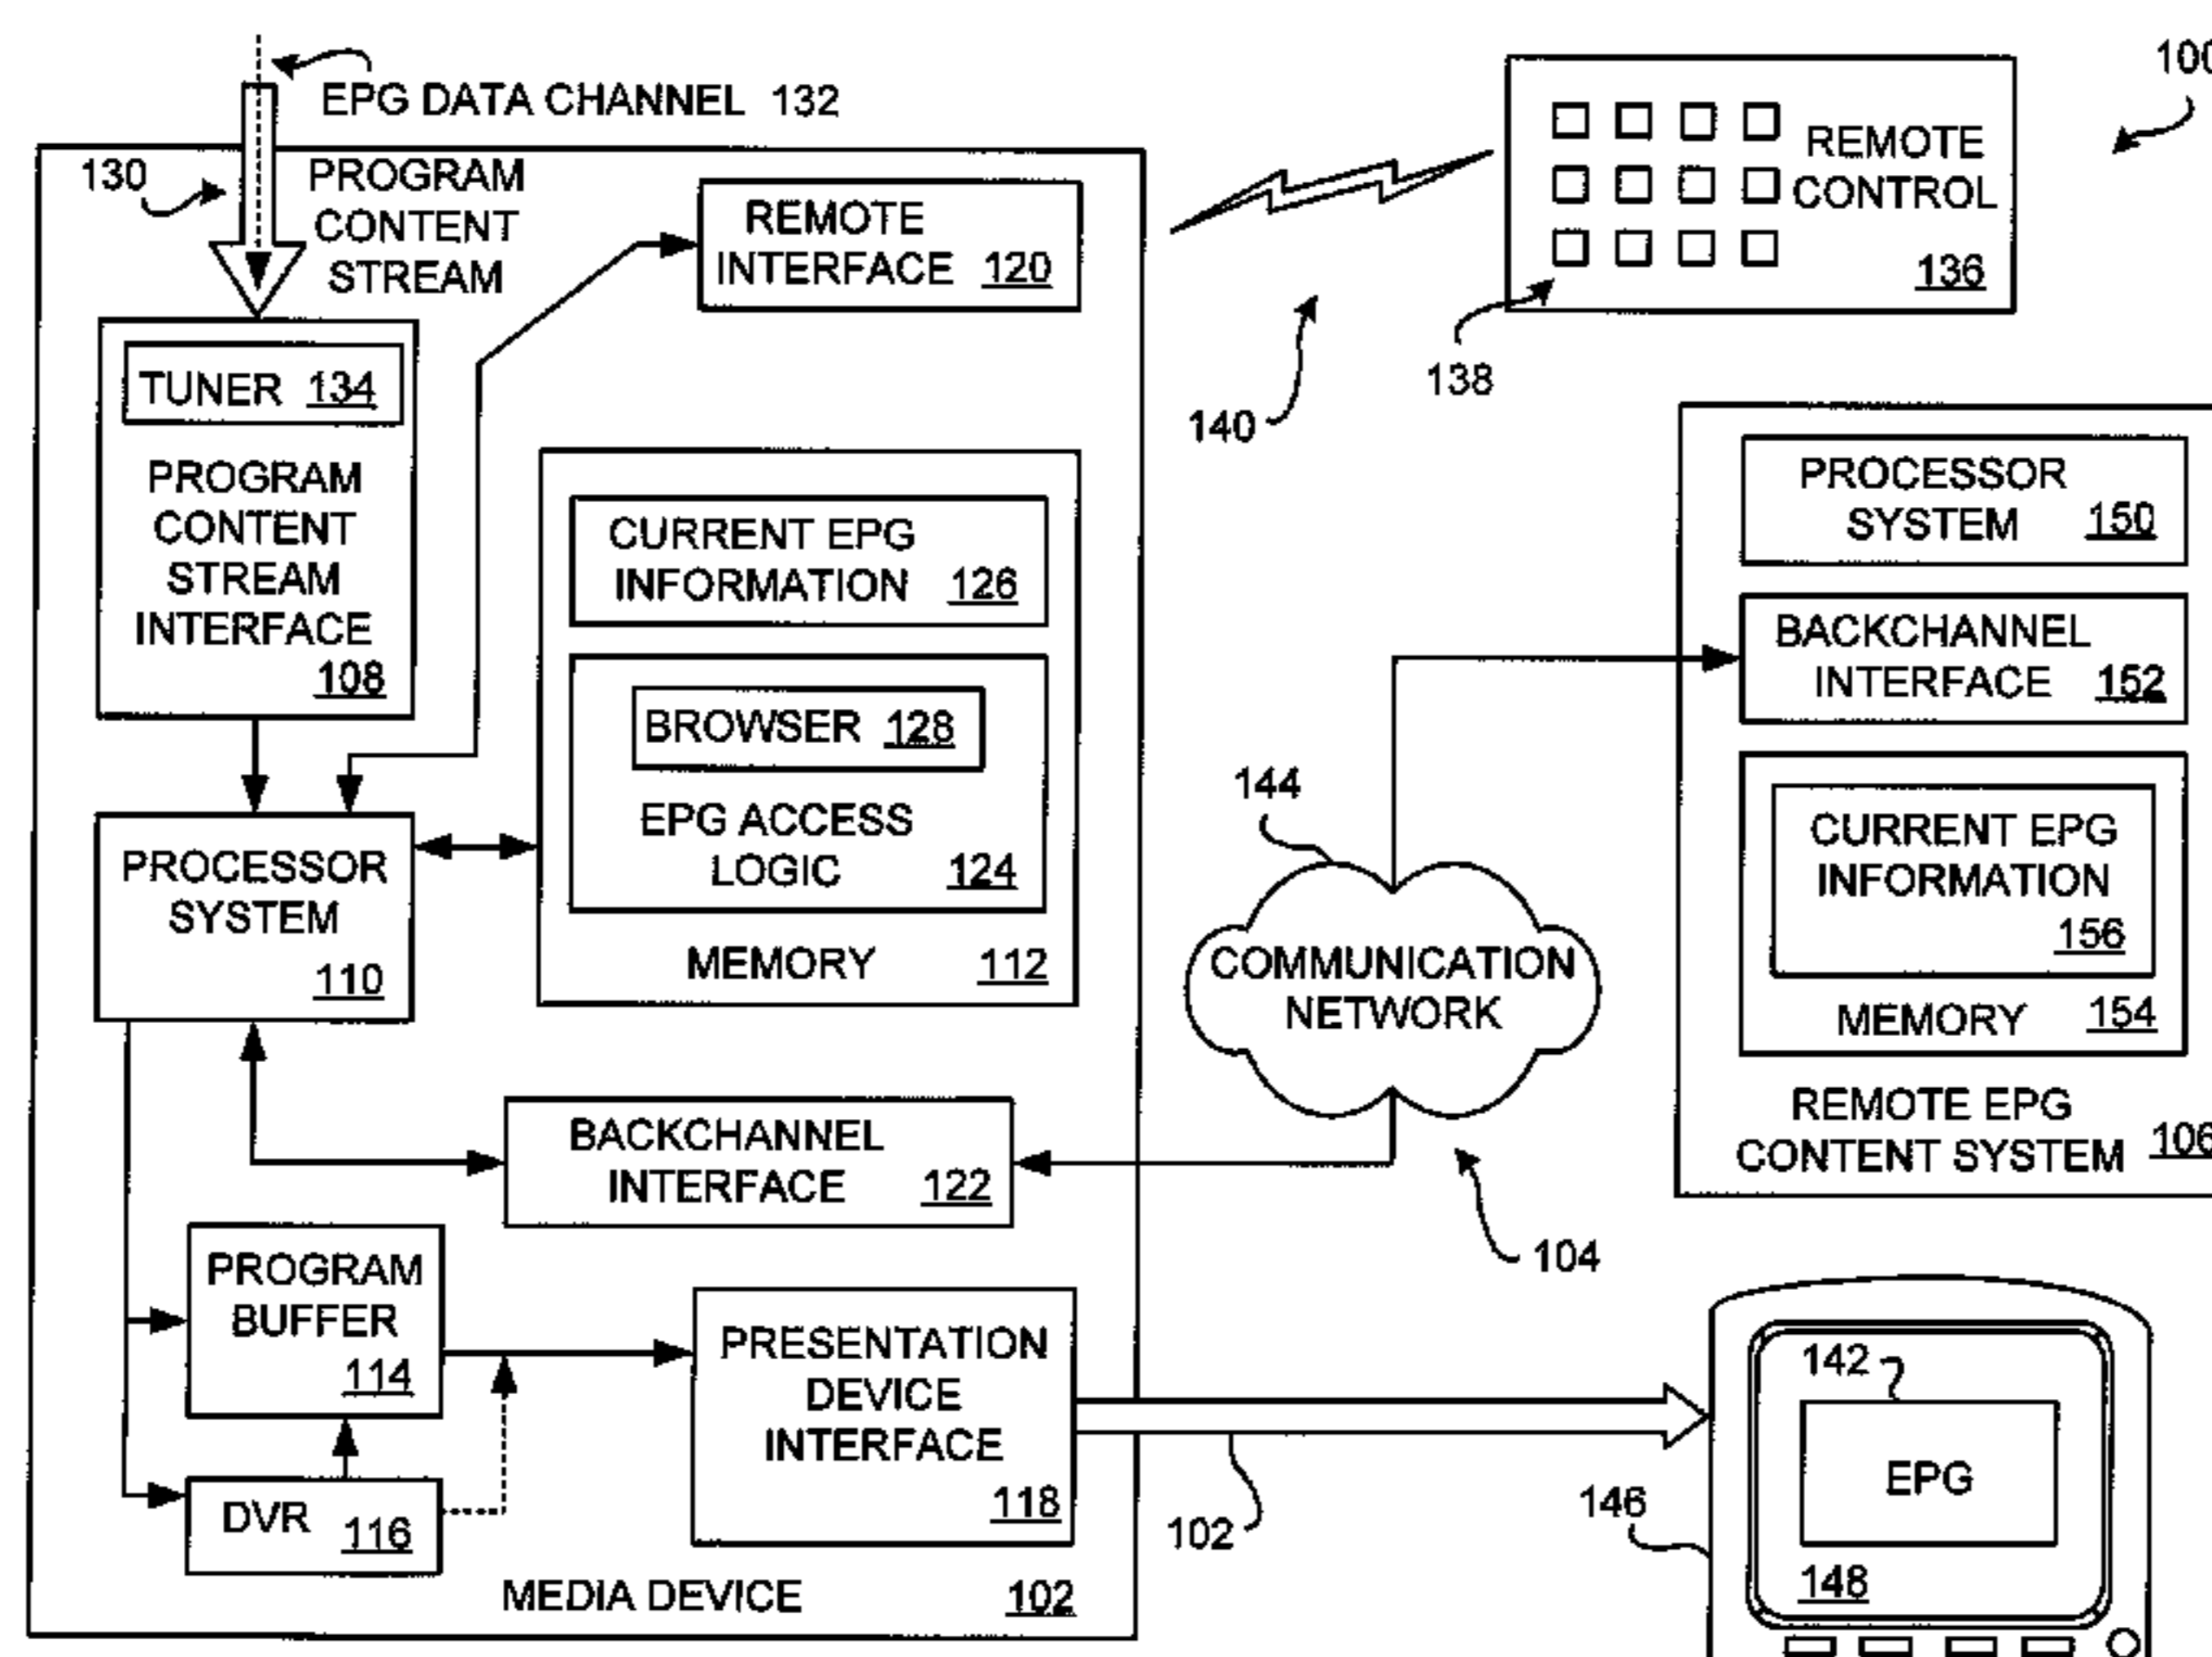 EPG DATA CHANNEL 132
130
PROGRAM
CONTENT
STREAM
REMOTE
INTERFACE 120
REMOTE
CONTROL
136
138
140
100
TUNER 134
PROGRAM
CONTENT
STREAM
INTERFACE
108
CURRENT EPG
INFORMATION 126
BROWSER 128
EPG ACCESS
LOGIC 124
MEMORY 112
PROCESSOR
SYSTEM
110
PROCESSOR
SYSTEM 150
BACKCHANNEL
INTERFACE 152
CURRENT EPG
INFORMATION
156
MEMORY 154
REMOTE EPG
CONTENT SYSTEM 106
144
COMMUNICATION
NETWORK
104
BACKCHANNEL
INTERFACE 122
PROGRAM
BUFFER
114
DVR 116
PRESENTATION
DEVICE
INTERFACE
118
102
MEDIA DEVICE 102
142
EPG
146
148